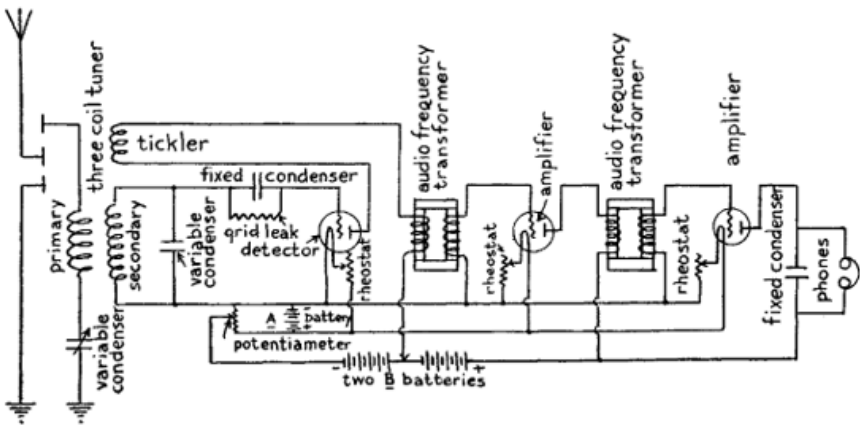 three coil tuner
tickler
fixed condenser
primary
secondary
variable
condenser
grid leak
detector
rheostat
audio frequency
transformer
amplifier
rheostat
audio frequency
transformer
amplifier
rheostat
fixed condenser
phones
variable
condenser
A battery
potentiameter
- two B batteries +